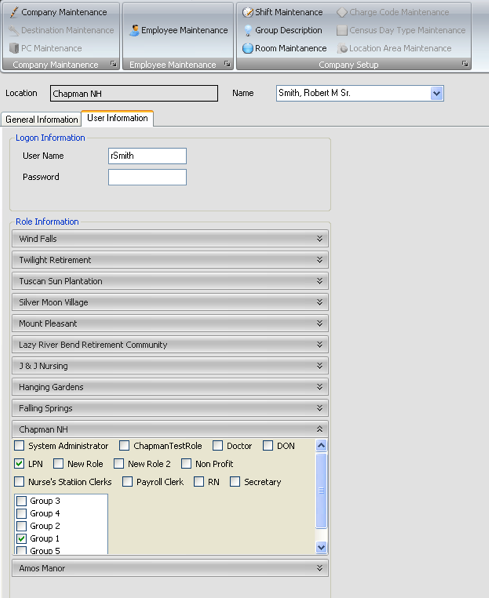 Company Maintenance
Destination Maintenance
PC Maintenance
Company Maintanence
Employee Maintenance
Employee Maintenance
Shift Maintenance
Group Description
Room Maintanence
Charge Code Maintenance
Census Day Type Maintenance
Location Area Maintenance
Company Setup
Location Chapman NH Name Smith, Robert M Sr.
General Information User Information
Logon Information
User Name rSmith
Password
Role Information
Wind Falls
Twilight Retirement
Tuscan Sun Plantation
Silver Moon Village
Mount Pleasant
Lazy River Bend Retirement Community
J & J Nursing
Hanging Gardens
Falling Springs
Chapman NH
System Administrator ChapmanTestRole Doctor DON
LPN New Role New Role 2 Non Profit
Nurse's Statiion Clerks Payroll Clerk RN Secretary
Group 3
Group 4
Group 2
Group 1
Group 5
Amos Manor